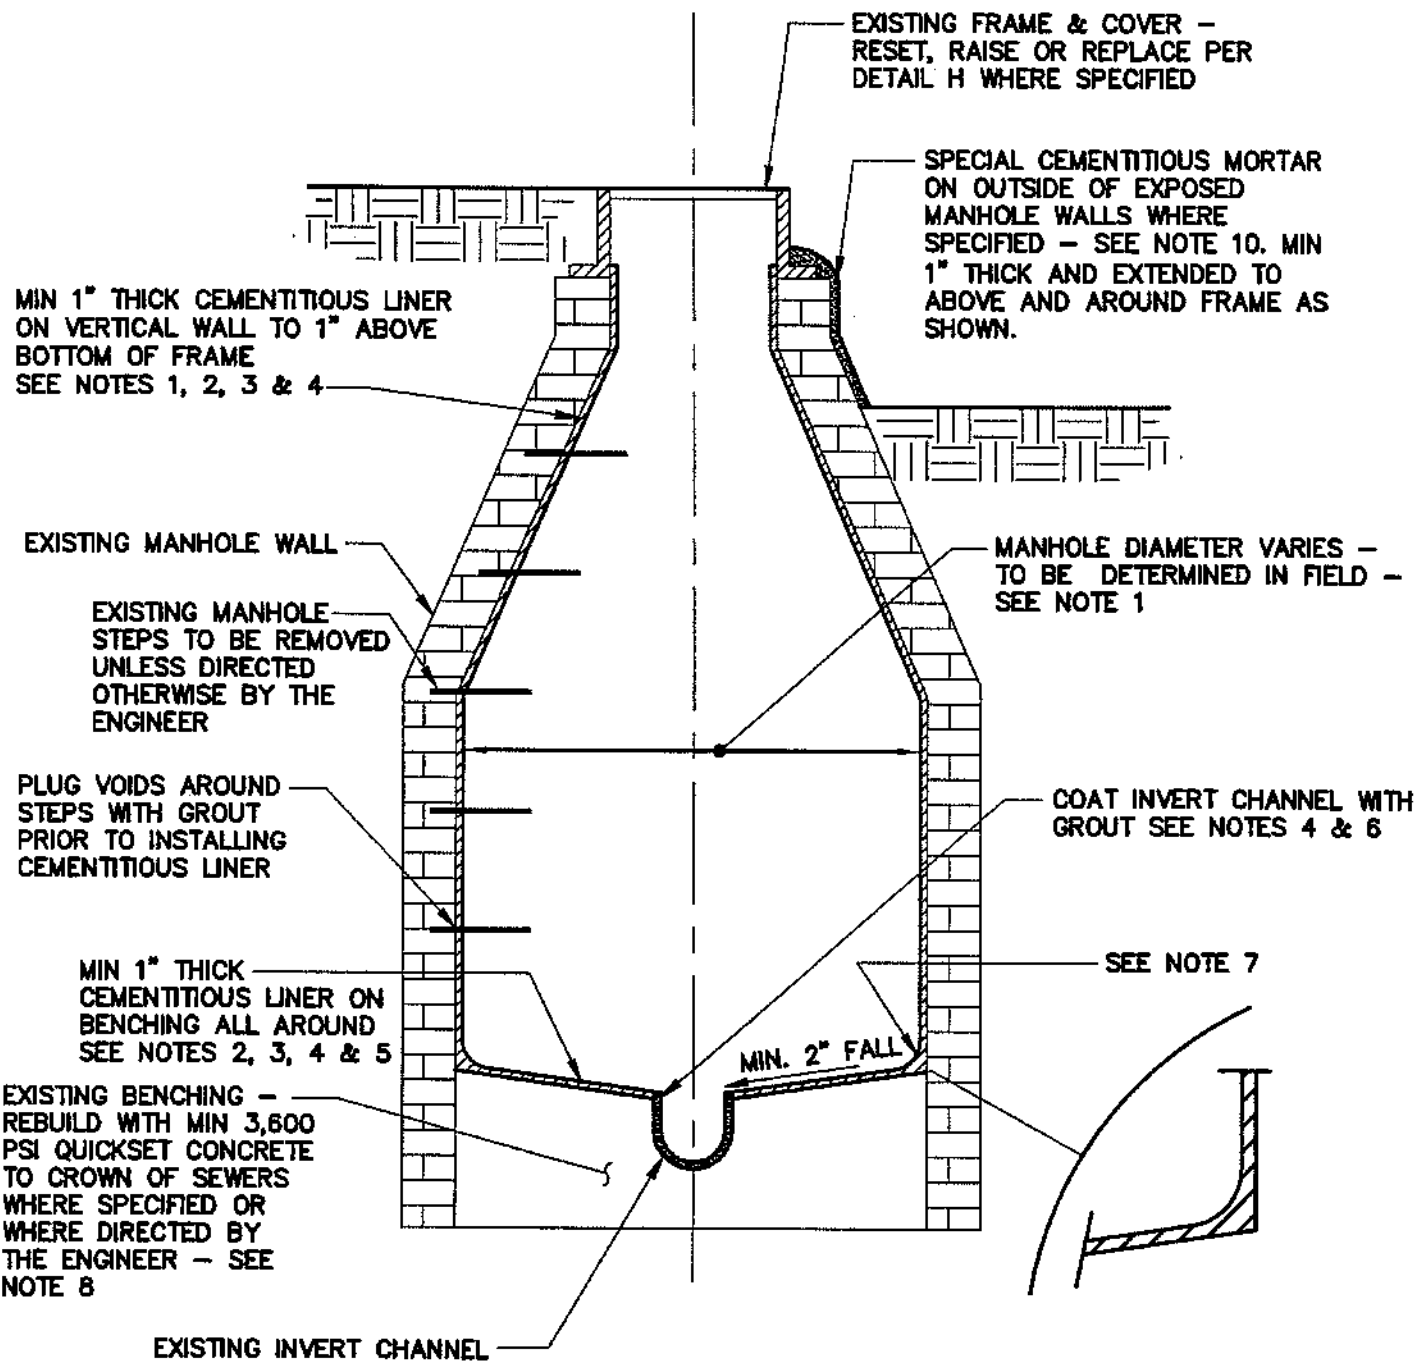 EXISTING FRAME & COVER –
RESET, RAISE OR REPLACE PER
DETAIL H WHERE SPECIFIED
SPECIAL CEMENTITIOUS MORTAR
ON OUTSIDE OF EXPOSED
MANHOLE WALLS WHERE
SPECIFIED – SEE NOTE 10. MIN
1" THICK AND EXTENDED TO
ABOVE AND AROUND FRAME AS
SHOWN.
MIN 1" THICK CEMENTITIOUS LINER
ON VERTICAL WALL TO 1" ABOVE
BOTTOM OF FRAME
SEE NOTES 1, 2, 3 & 4
EXISTING MANHOLE WALL
MANHOLE DIAMETER VARIES –
TO BE DETERMINED IN FIELD –
SEE NOTE 1
EXISTING MANHOLE
STEPS TO BE REMOVED
UNLESS DIRECTED
OTHERWISE BY THE
ENGINEER
PLUG VOIDS AROUND
STEPS WITH GROUT
PRIOR TO INSTALLING
CEMENTITIOUS LINER
COAT INVERT CHANNEL WITH
GROUT SEE NOTES 4 & 6
MIN 1" THICK
CEMENTITIOUS LINER ON
BENCHING ALL AROUND
SEE NOTES 2, 3, 4 & 5
SEE NOTE 7
MIN. 2" FALL
EXISTING BENCHING –
REBUILD WITH MIN 3,600
PSI QUICKSET CONCRETE
TO CROWN OF SEWERS
WHERE SPECIFIED OR
WHERE DIRECTED BY
THE ENGINEER – SEE
NOTE 8
EXISTING INVERT CHANNEL